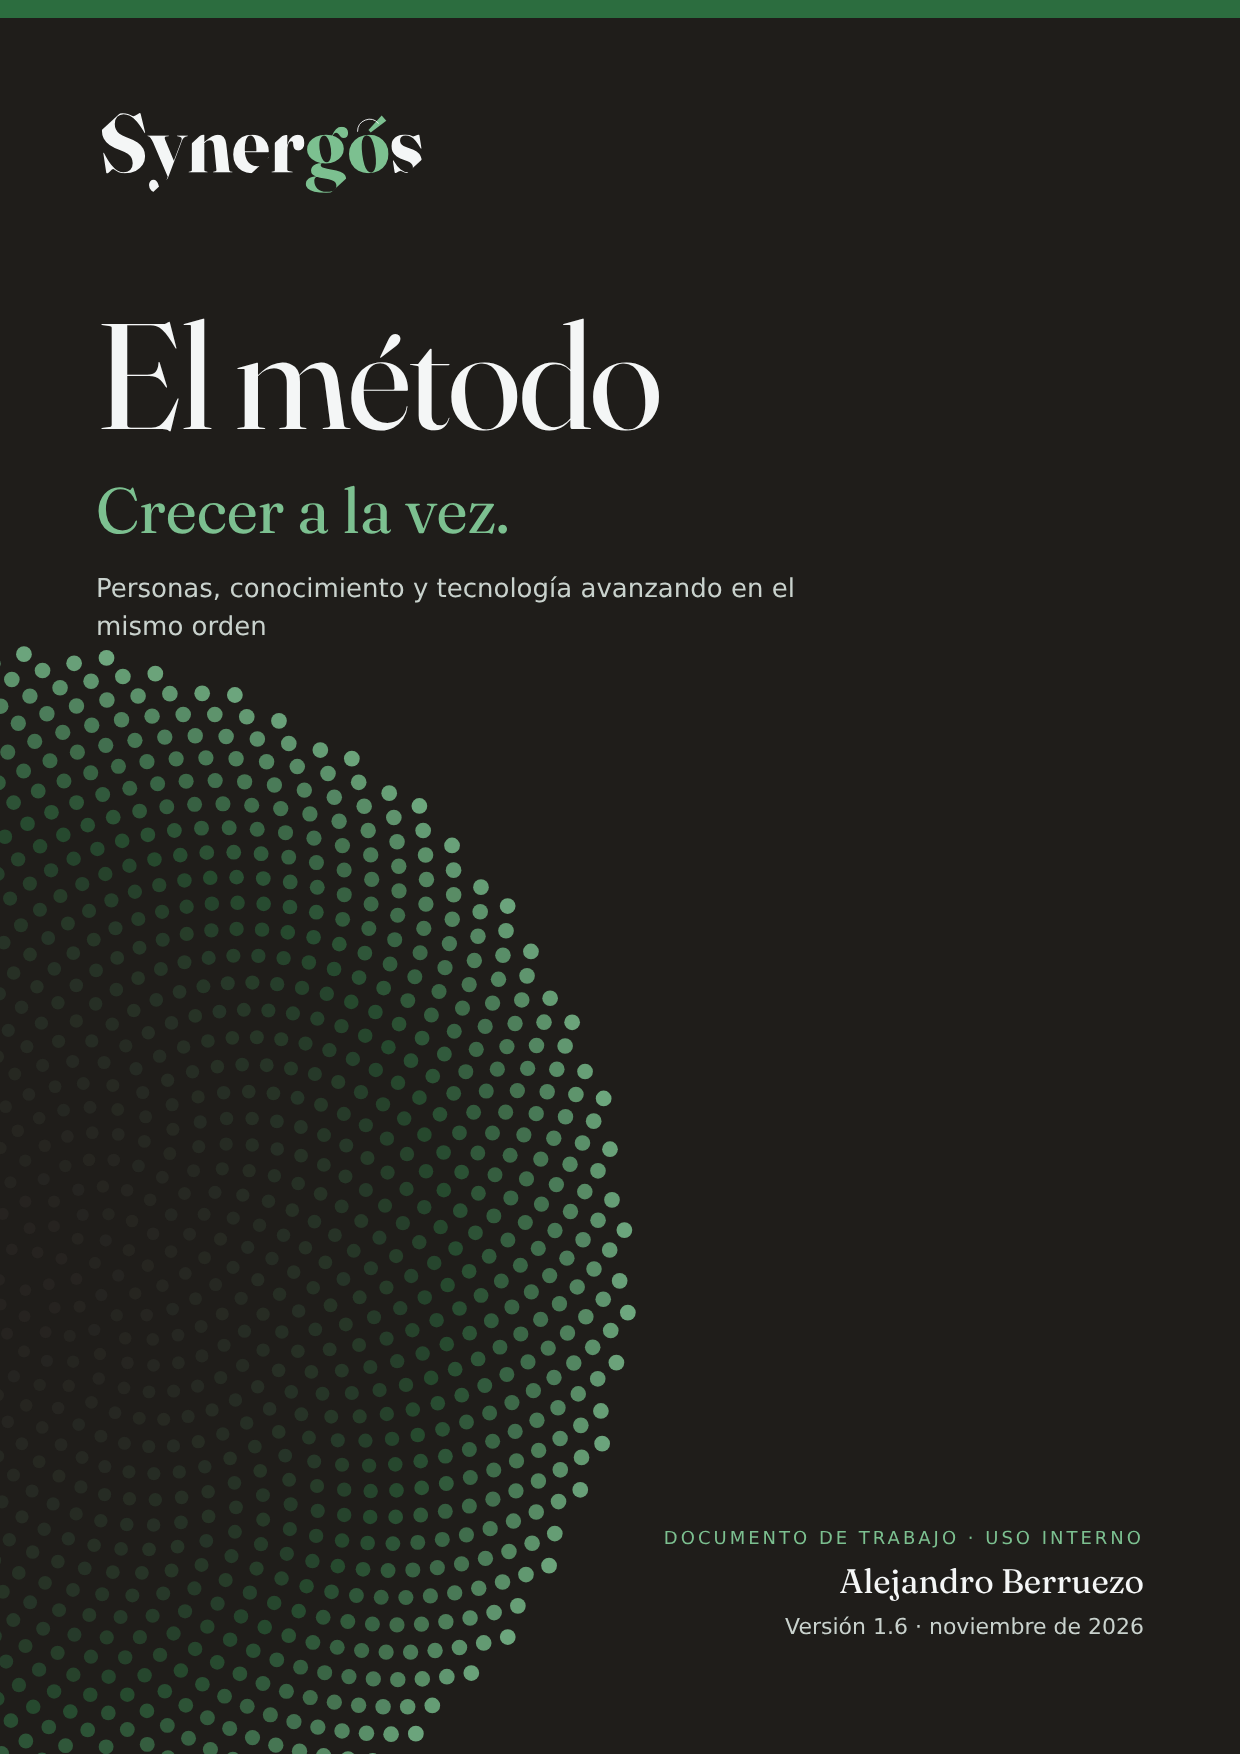 Synergós
El método
Crecer a la vez.
Personas, conocimiento y tecnología avanzando en el
mismo orden
DOCUMENTO DE TRABAJO · USO INTERNO
Alejandro Berruezo
Versión 1.6 · noviembre de 2026